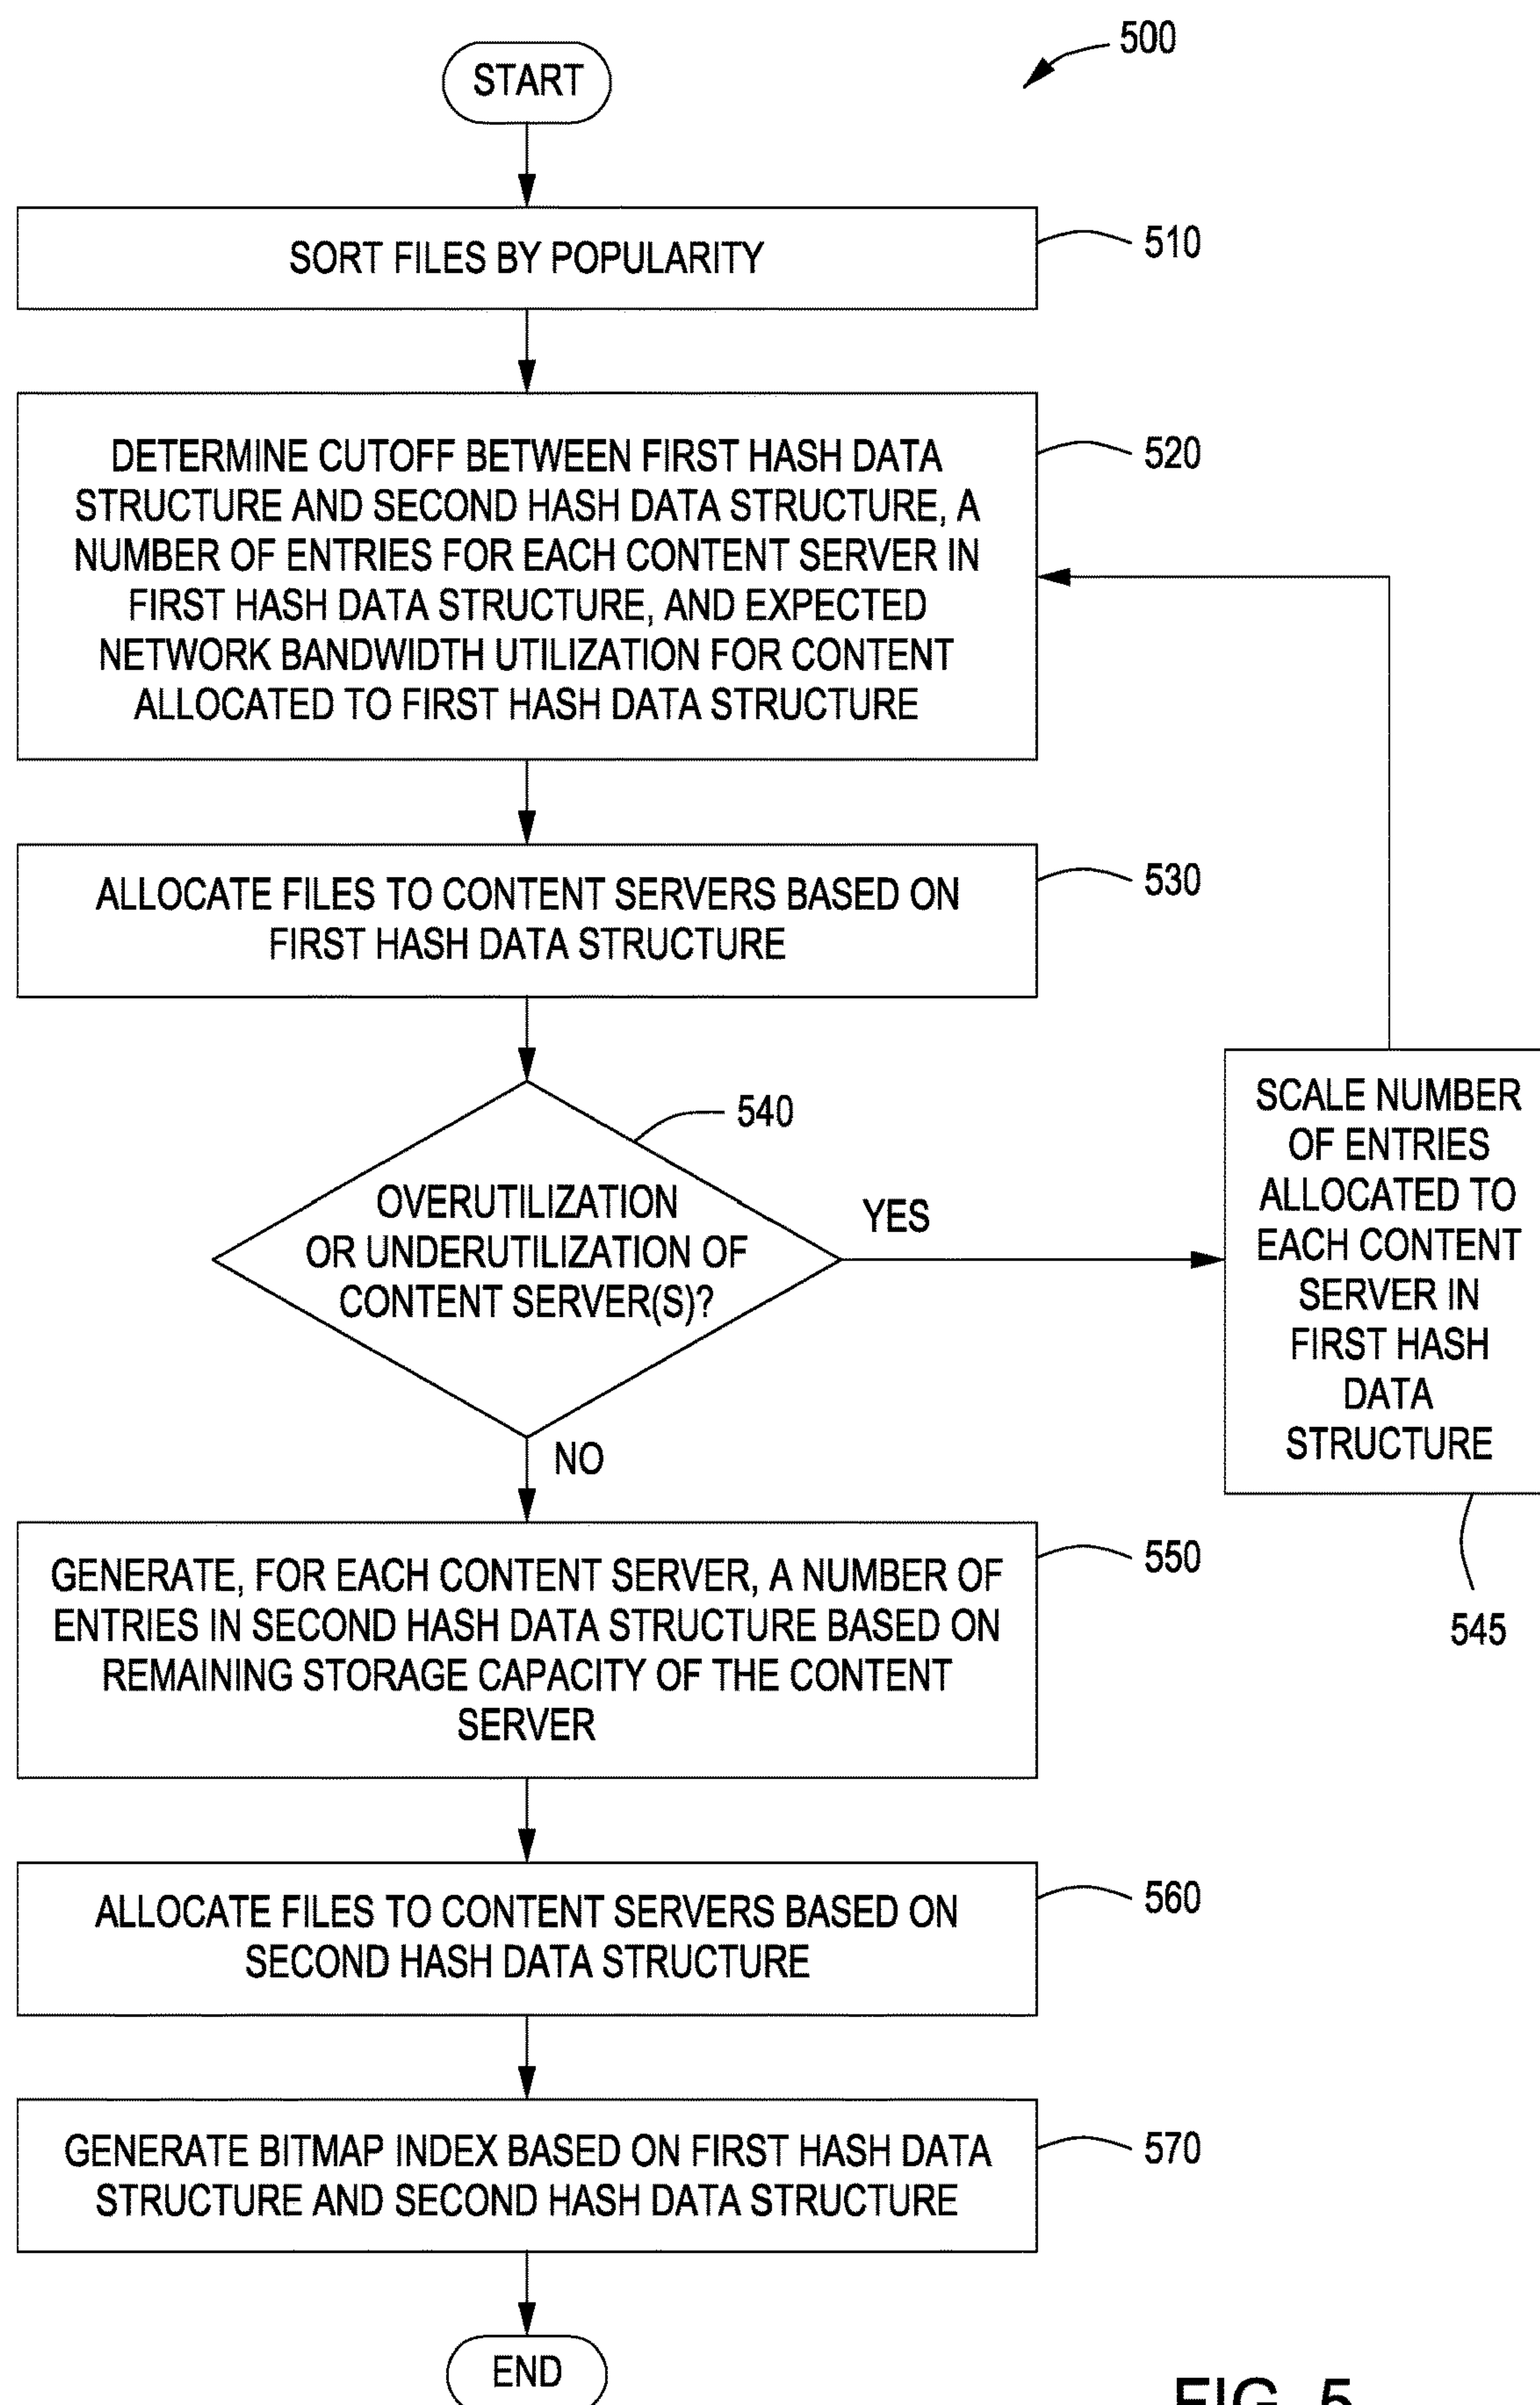 500
START
SORT FILES BY POPULARITY
510
DETERMINE CUTOFF BETWEEN FIRST HASH DATA
STRUCTURE AND SECOND HASH DATA STRUCTURE, A
NUMBER OF ENTRIES FOR EACH CONTENT SERVER IN
FIRST HASH DATA STRUCTURE, AND EXPECTED
NETWORK BANDWIDTH UTILIZATION FOR CONTENT
ALLOCATED TO FIRST HASH DATA STRUCTURE
520
ALLOCATE FILES TO CONTENT SERVERS BASED ON
FIRST HASH DATA STRUCTURE
530
540
OVERUTILIZATION
OR UNDERUTILIZATION OF
CONTENT SERVER(S)?
YES
NO
SCALE NUMBER
OF ENTRIES
ALLOCATED TO
EACH CONTENT
SERVER IN
FIRST HASH
DATA
STRUCTURE
545
GENERATE, FOR EACH CONTENT SERVER, A NUMBER OF
ENTRIES IN SECOND HASH DATA STRUCTURE BASED ON
REMAINING STORAGE CAPACITY OF THE CONTENT
SERVER
550
ALLOCATE FILES TO CONTENT SERVERS BASED ON
SECOND HASH DATA STRUCTURE
560
GENERATE BITMAP INDEX BASED ON FIRST HASH DATA
STRUCTURE AND SECOND HASH DATA STRUCTURE
570
END
FIG. 5